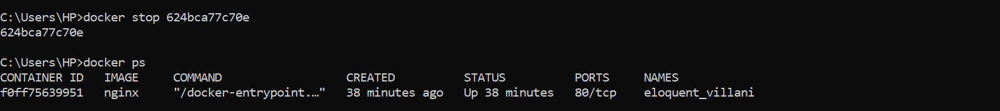 C:\Users\HP>docker stop 624bca77c70e
624bca77c70e
C:\Users\HP>docker ps
CONTAINER ID   IMAGE     COMMAND                  CREATED          STATUS          PORTS     NAMES
f0ff75639951   nginx     "/docker-entrypoint.…"   38 minutes ago   Up 38 minutes   80/tcp    eloquent_villani